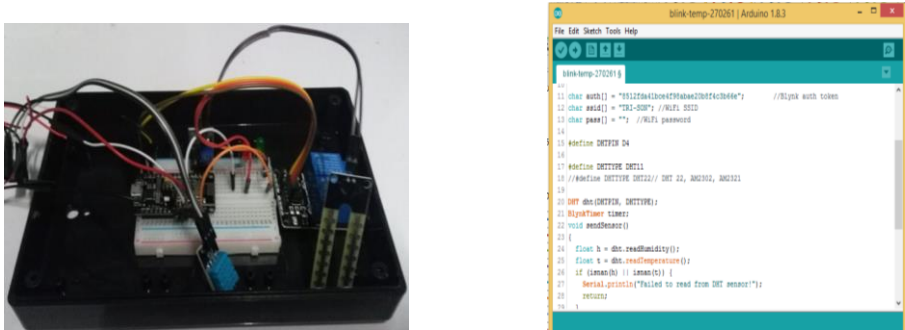 blink-temp-270261 | Arduino 1.8.3
File Edit Sketch Tools Help
blink-temp-270261 §
11 char auth[] = // Blynk auth token
12 char ssid[] = "TRI-SON"; //WiFi SSID
13 char pass[] = ""; //WiFi password
14
15 #define DHTPIN D4
16
17 #define DHTTYPE DHT11
18 //#define DHTTYPE DHT22// DHT 22, AM2302, AM2321
19
20 DHT dht(DHTPIN, DHTTYPE);
21 BlynkTimer timer;
22 void sendSensor()
23 {
24 float h = dht.readHumidity();
25 float t = dht.readTemperature();
26 if (isnan(h) || isnan(t)) {
27 Serial.println("Failed to read from DHT sensor!");
28 return;
29 }